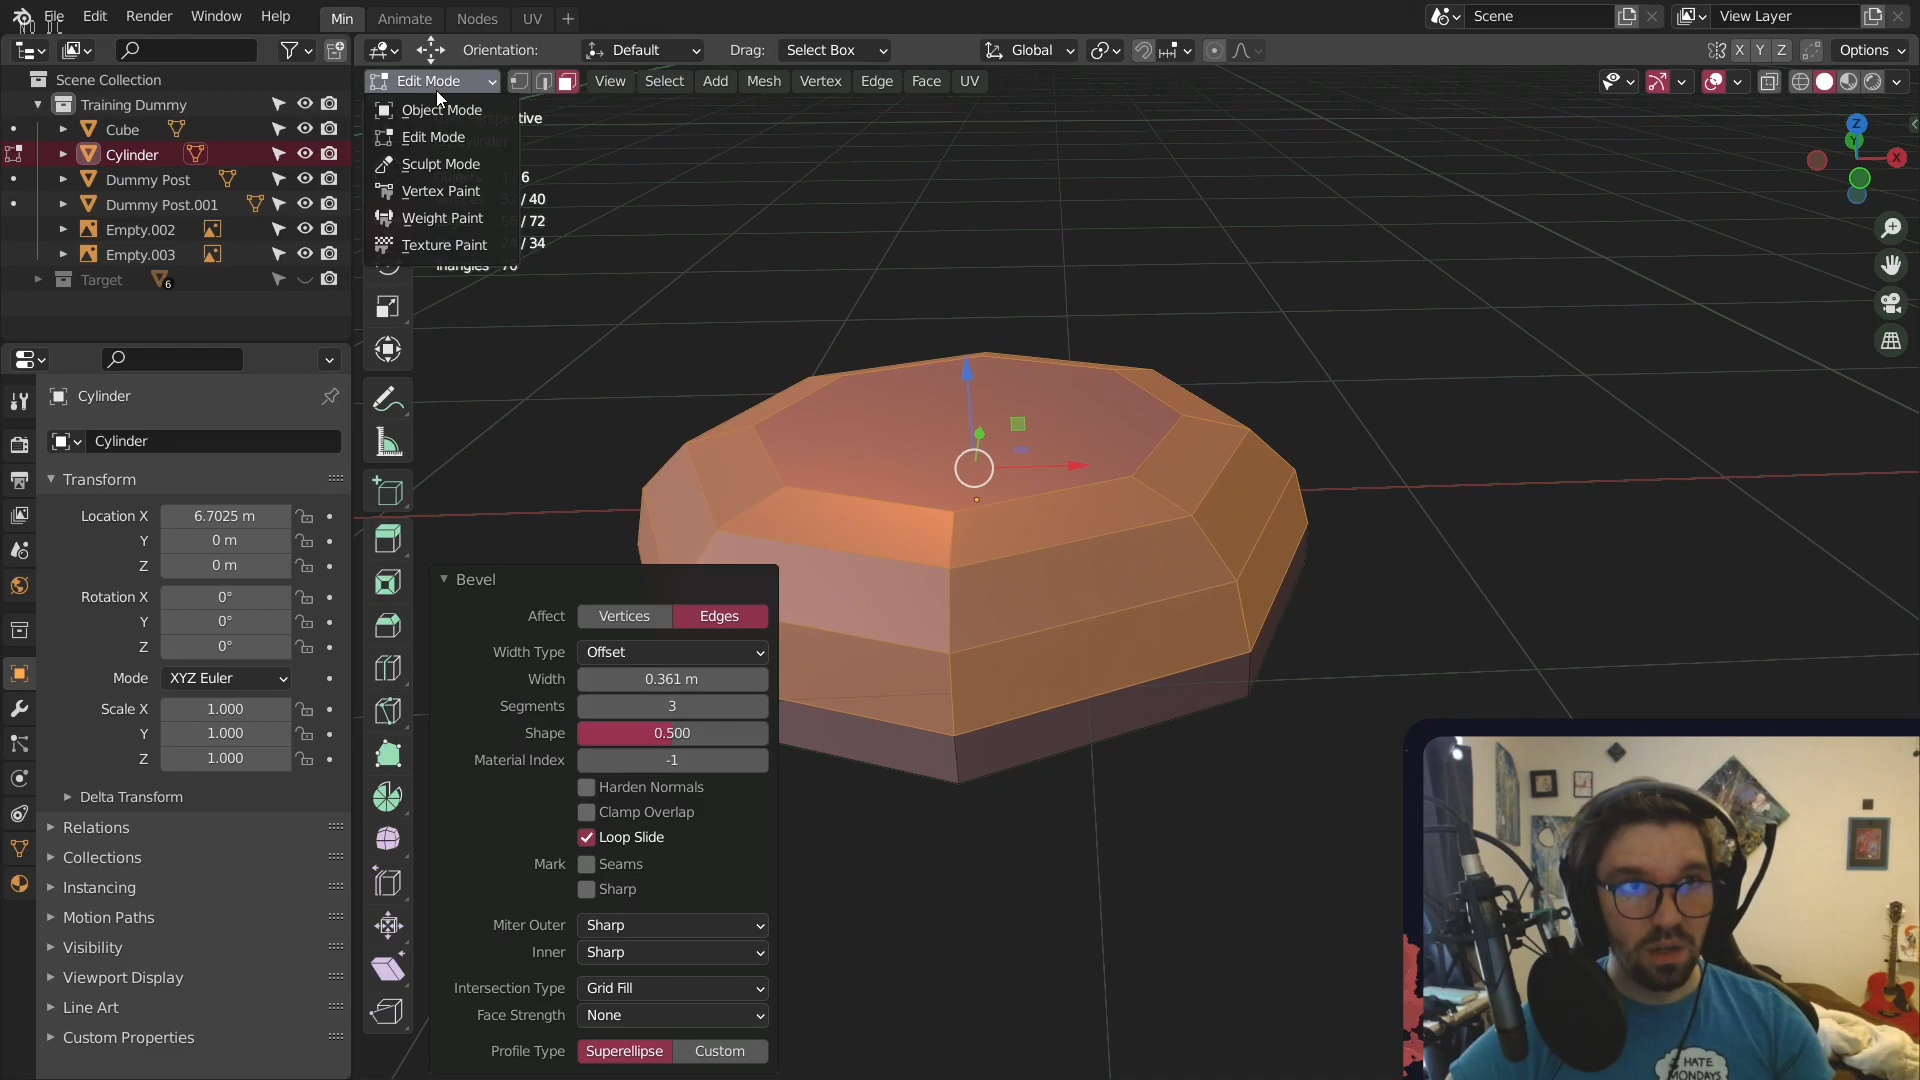 File Edit Render Window Help Min Animate Nodes UV Scene View Layer
Orientation: Default Drag: Select Box Global X Y Z Options
Scene Collection
Training Dummy
Cube
Cylinder
Dummy Post
Dummy Post.001
Empty.002
Empty.003
Target 6
Edit Mode View Select Add Mesh Vertex Edge Face UV
Object Mode
Edit Mode
Sculpt Mode
Vertex Paint
Weight Paint
Texture Paint
6
/ 40
/ 72
/ 34
Z
X
Cylinder
Cylinder
Transform
Location X 6.7025 m
Y 0 m
Z 0 m
Rotation X 0°
Y 0°
Z 0°
Mode XYZ Euler
Scale X 1.000
Y 1.000
Z 1.000
Delta Transform
Relations
Collections
Instancing
Motion Paths
Visibility
Viewport Display
Line Art
Custom Properties
Bevel
Affect Vertices Edges
Width Type Offset
Width 0.361 m
Segments 3
Shape 0.500
Material Index -1
Harden Normals
Clamp Overlap
Loop Slide
Mark Seams
Sharp
Miter Outer Sharp
Inner Sharp
Intersection Type Grid Fill
Face Strength None
Profile Type Superellipse Custom
I HATE
MONDAYS